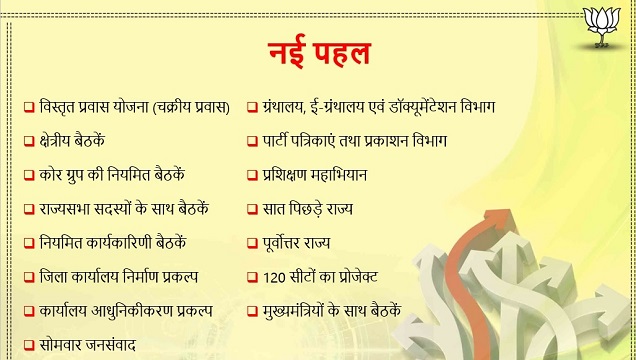 नई पहल
विस्तृत प्रवास योजना (चक्रीय प्रवास)
क्षेत्रीय बैठकें
कोर ग्रुप की नियमित बैठकें
राज्यसभा सदस्यों के साथ बैठकें
नियमित कार्यकारिणी बैठकें
जिला कार्यालय निर्माण प्रकल्प
कार्यालय आधुनिकीकरण प्रकल्प
सोमवार जनसंवाद
ग्रंथालय, ई-ग्रंथालय एवं डॉक्यूमेंटेशन विभाग
पार्टी पत्रिकाएं तथा प्रकाशन विभाग
प्रशिक्षण महाभियान
सात पिछड़े राज्य
पूर्वोत्तर राज्य
120 सीटों का प्रोजेक्ट
मुख्यमंत्रियों के साथ बैठकें